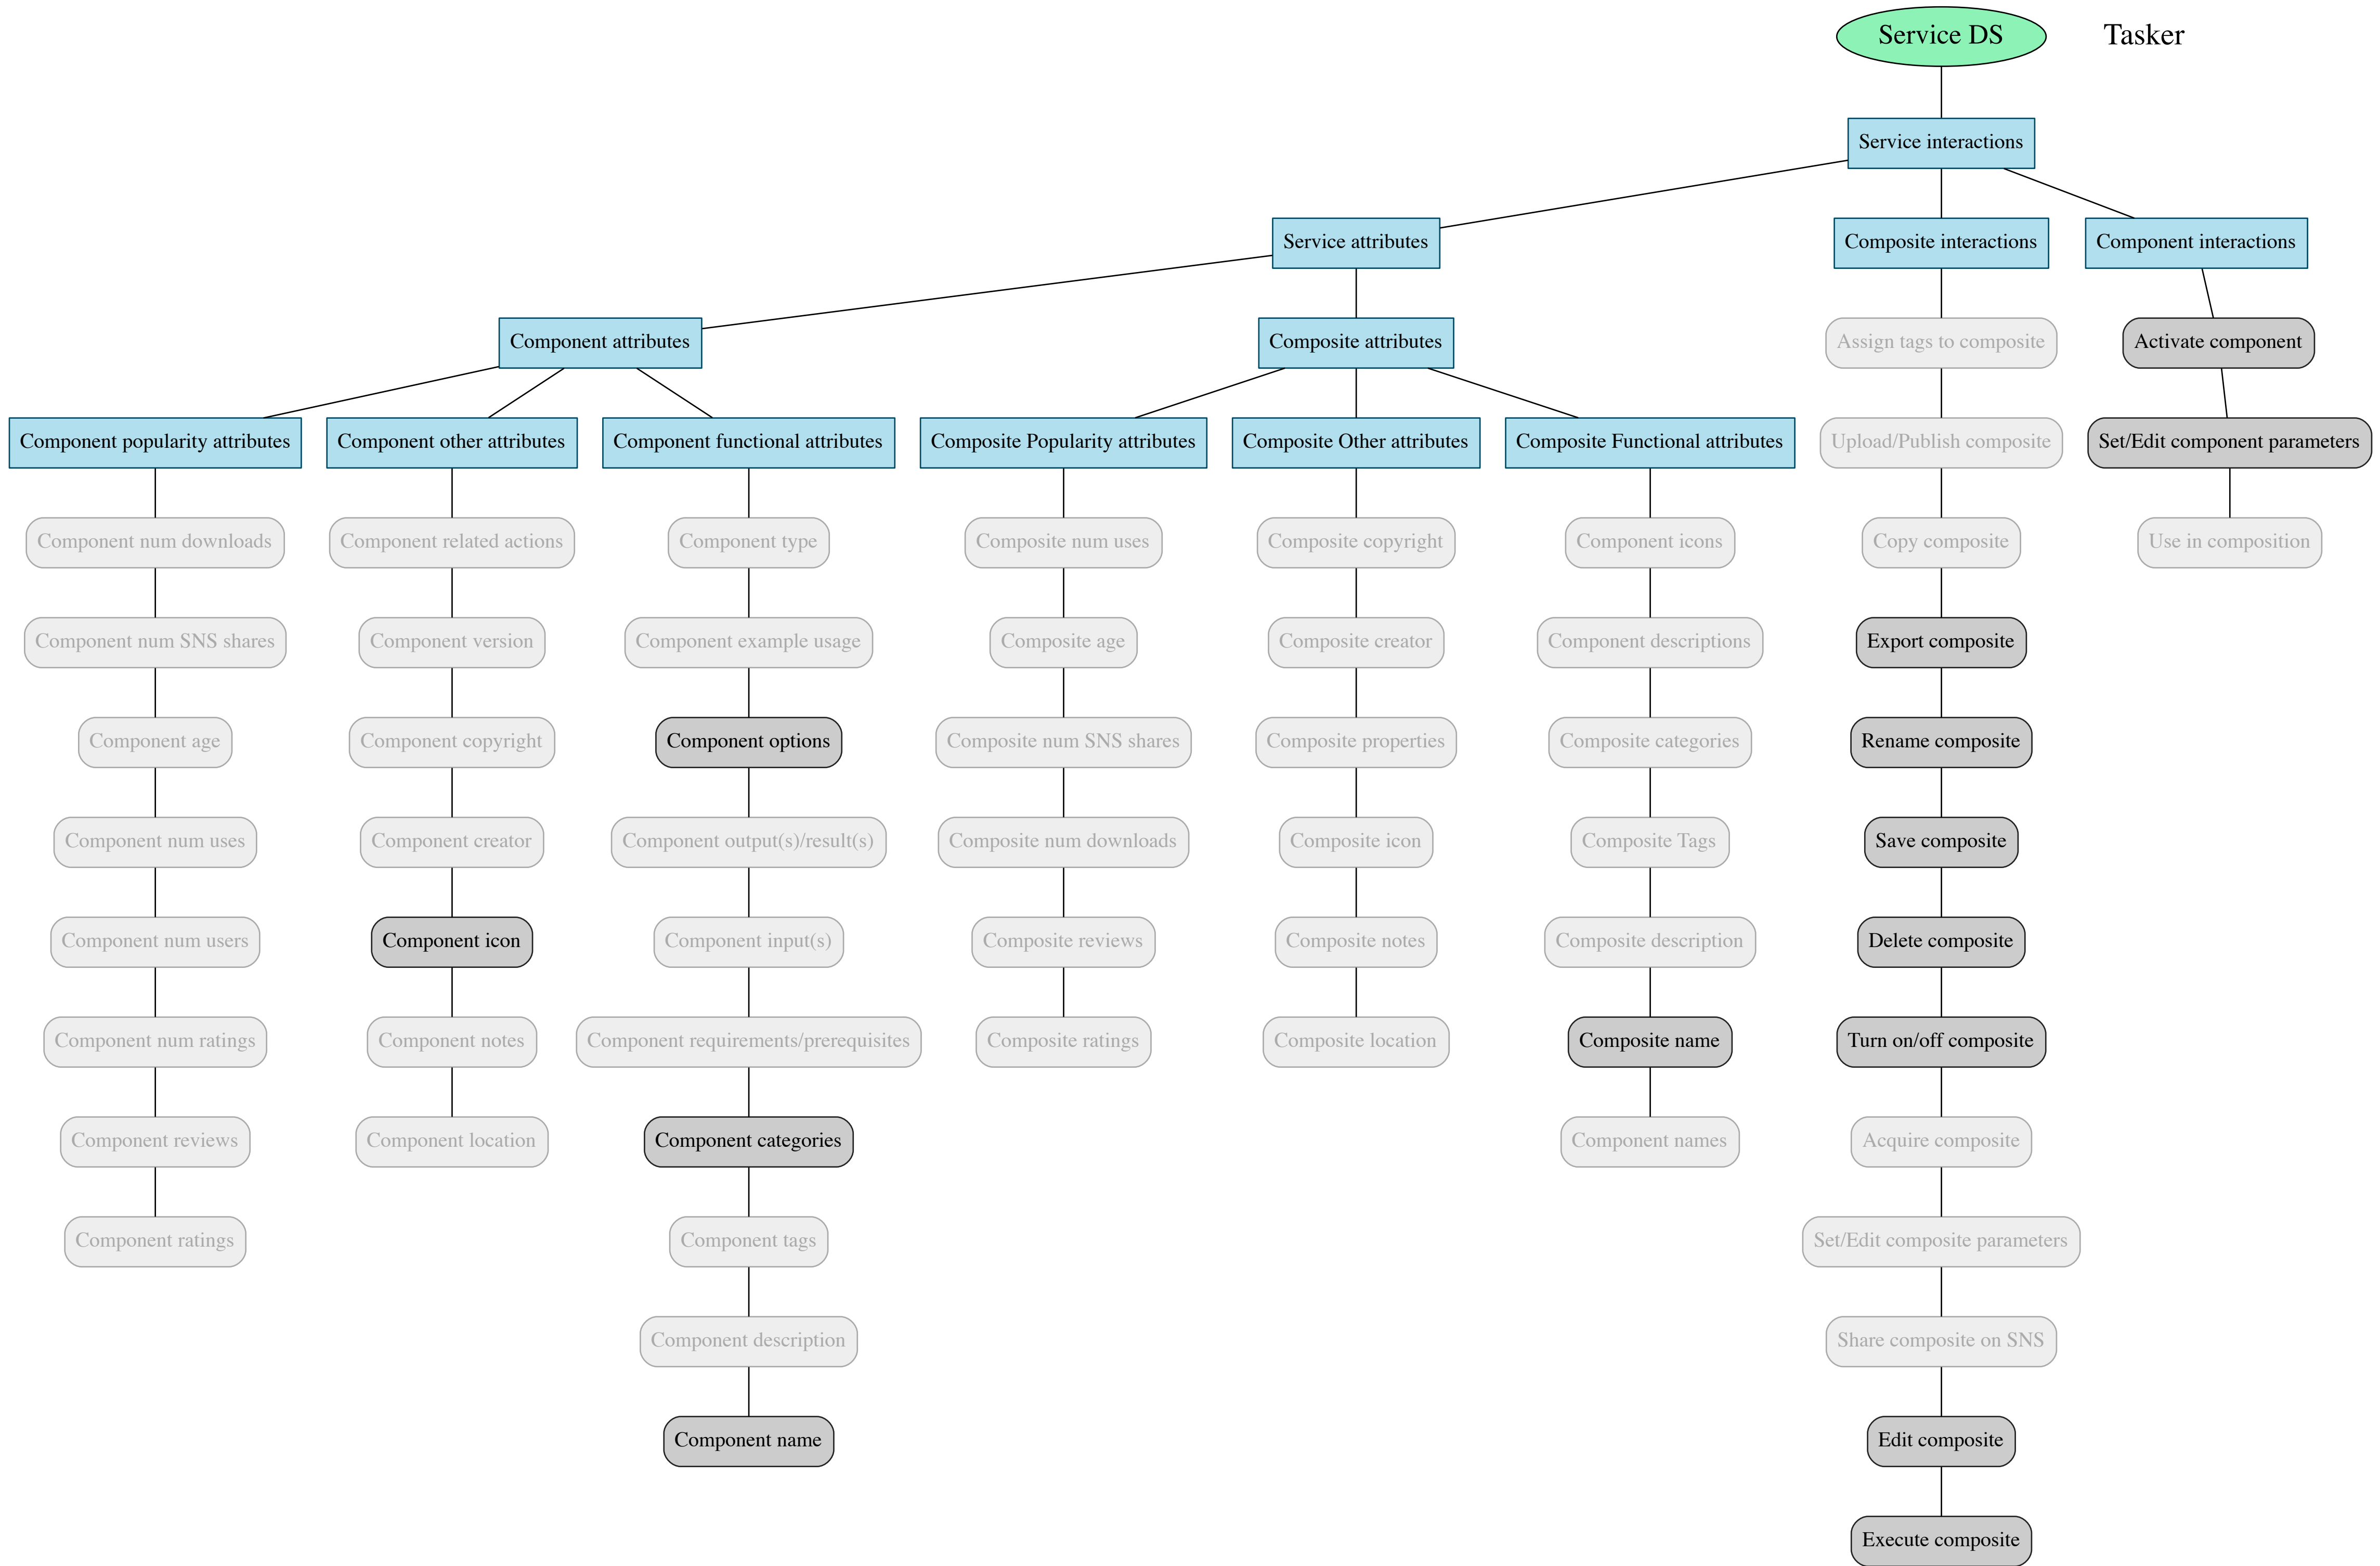 Service DS
Tasker
Service interactions
Service attributes
Composite interactions
Component interactions
Component attributes
Composite attributes
Assign tags to composite
Activate component
Component popularity attributes
Component other attributes
Component functional attributes
Composite Popularity attributes
Composite Other attributes
Composite Functional attributes
Upload/Publish composite
Set/Edit component parameters
Component num downloads
Component related actions
Component type
Composite num uses
Composite copyright
Component icons
Copy composite
Use in composition
Component num SNS shares
Component version
Component example usage
Composite age
Composite creator
Component descriptions
Export composite
Component age
Component copyright
Component options
Composite num SNS shares
Composite properties
Composite categories
Rename composite
Component num uses
Component creator
Component output(s)/result(s)
Composite num downloads
Composite icon
Composite Tags
Save composite
Component num users
Component icon
Component input(s)
Composite reviews
Composite notes
Composite description
Delete composite
Component num ratings
Component notes
Component requirements/prerequisites
Composite ratings
Composite location
Composite name
Turn on/off composite
Component reviews
Component location
Component categories
Component names
Acquire composite
Component ratings
Component tags
Set/Edit composite parameters
Component description
Share composite on SNS
Component name
Edit composite
Execute composite